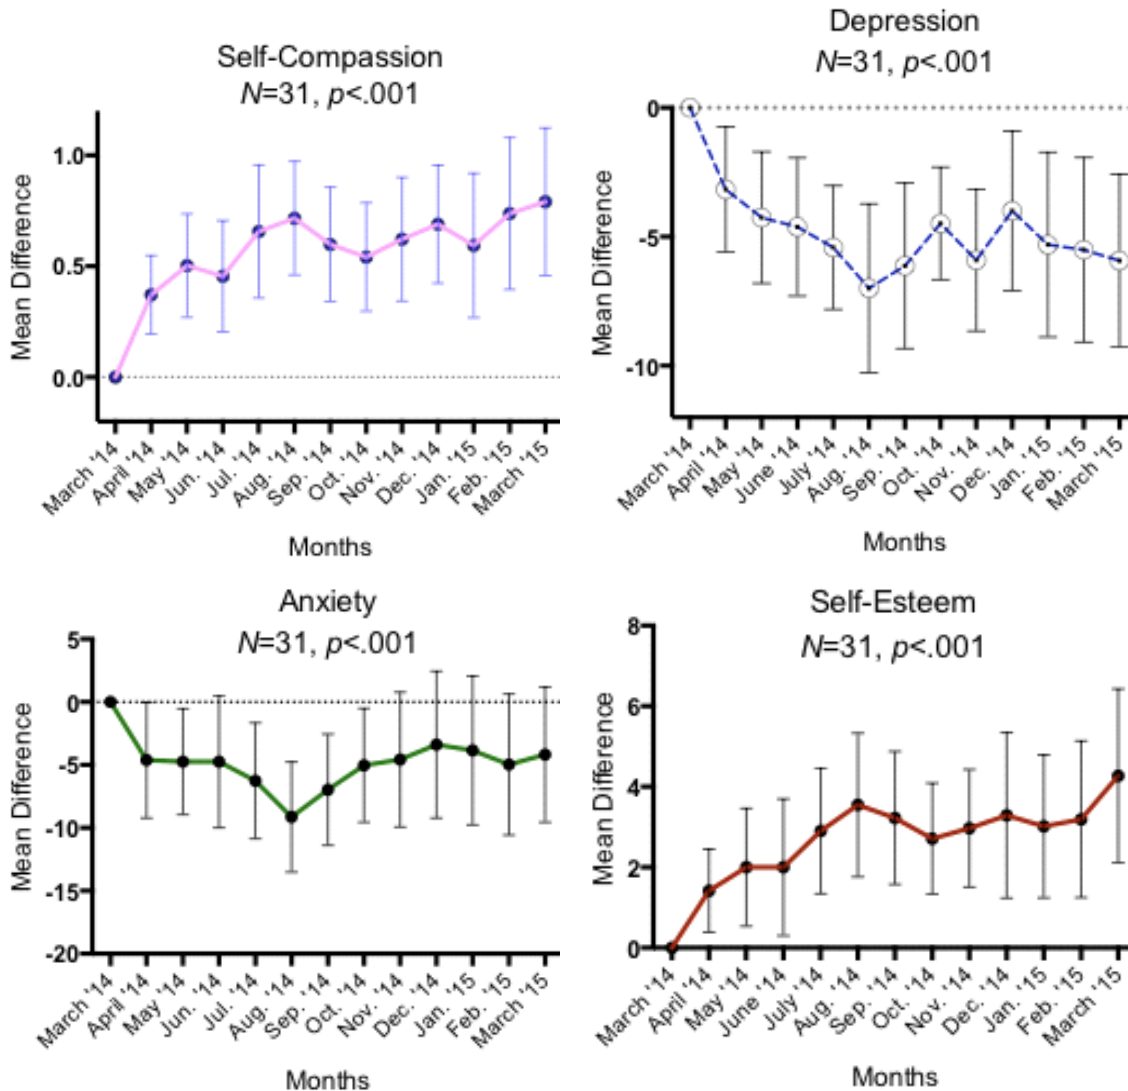 Self-Compassion
N=31, p<.001
Mean Difference
1.0
0.5
0.0
March '14
April '14
May '14
Jun. '14
Jul. '14
Aug. '14
Sep. '14
Oct. '14
Nov. '14
Dec. '14
Jan. '15
Feb. '15
March '15
Months
Depression
N=31, p<.001
Mean Difference
0
-5
-10
March '14
April '14
May '14
June '14
July '14
Aug. '14
Sep. '14
Oct. '14
Nov. '14
Dec. '14
Jan. '15
Feb. '15
March '15
Months
Anxiety
N=31, p<.001
Mean Difference
5
0
-5
-10
-15
-20
March '14
April '14
May '14
Jun. '14
Jul. '14
Aug. '14
Sep. '14
Oct. '14
Nov. '14
Dec. '14
Jan. '15
Feb. '15
March '15
Months
Self-Esteem
N=31, p<.001
Mean Difference
8
6
4
2
0
March '14
April '14
May '14
June '14
July '14
Aug. '14
Sep. '14
Oct. '14
Nov. '14
Dec. '14
Jan. '15
Feb. '15
March '15
Months